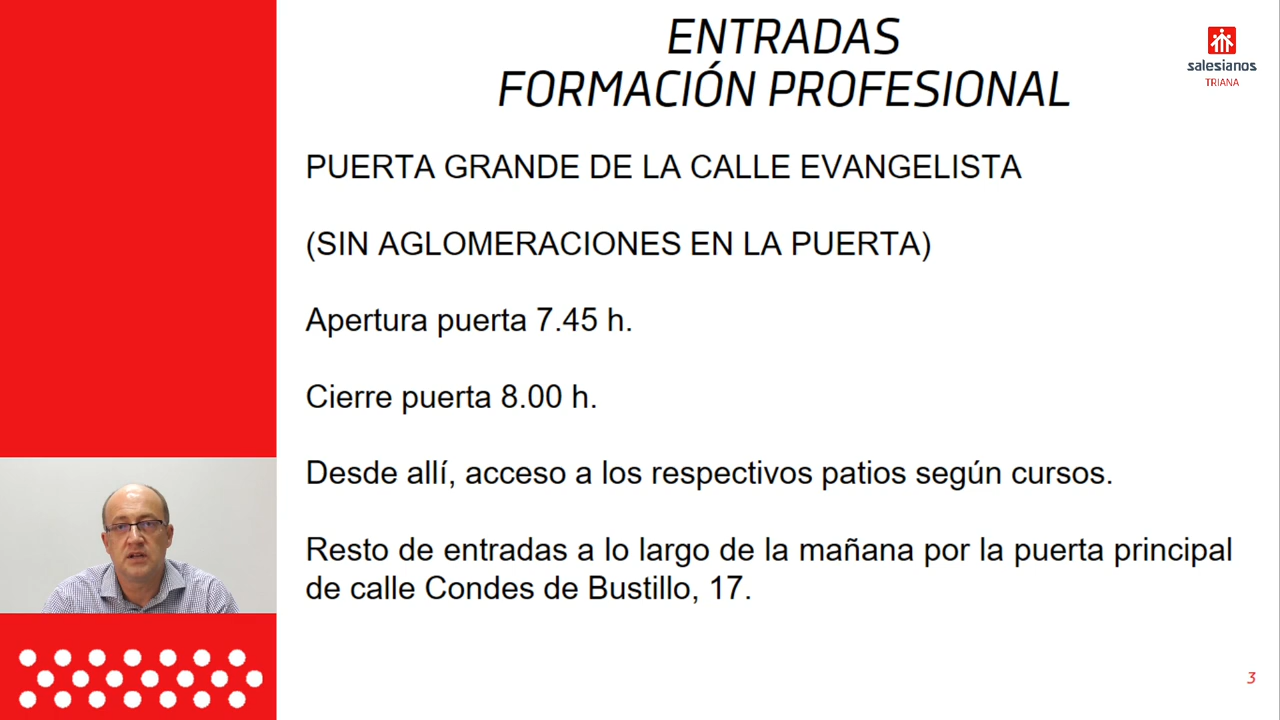 ENTRADAS
FORMACIÓN PROFESIONAL
salesianos
TRIANA
PUERTA GRANDE DE LA CALLE EVANGELISTA
(SIN AGLOMERACIONES EN LA PUERTA)
Apertura puerta 7.45 h.
Cierre puerta 8.00 h.
Desde allí, acceso a los respectivos patios según cursos.
Resto de entradas a lo largo de la mañana por la puerta principal
de calle Condes de Bustillo, 17.
3